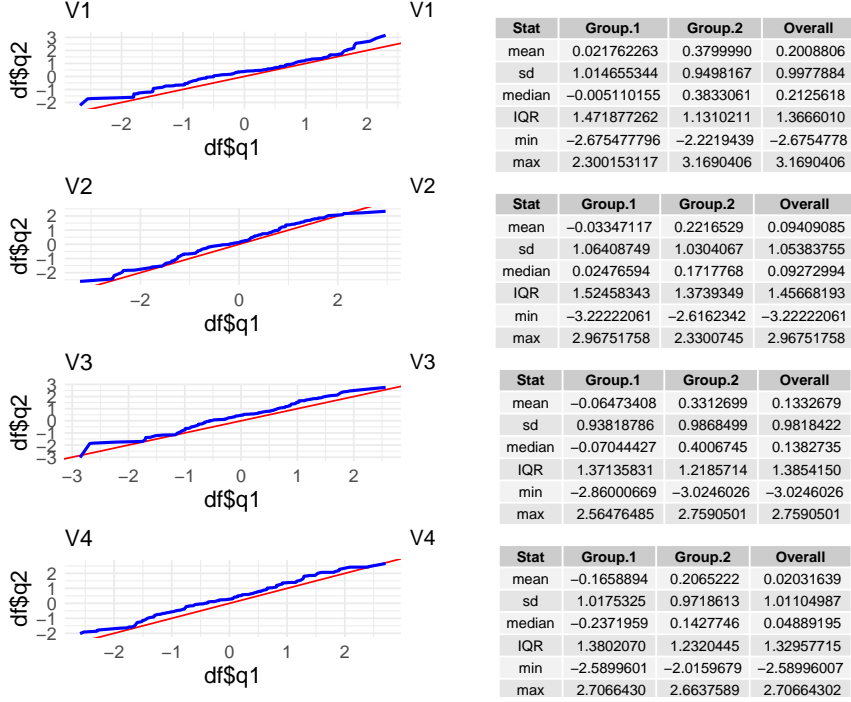 V1
V1
df$q2
3
2
1
0
−1
−2
−2
−1
0
1
2
df$q1
Stat Group.1 Group.2 Overall
mean 0.021762263 0.3799990 0.2008806
sd 1.014655344 0.9498167 0.9977884
median −0.005110155 0.3833061 0.2125618
IQR 1.471877262 1.1310211 1.3666010
min −2.675477796 −2.2219439 −2.6754778
max 2.300153117 3.1690406 3.1690406
V2
V2
df$q2
2
1
0
−1
−2
−2
0
2
df$q1
Stat Group.1 Group.2 Overall
mean −0.03347117 0.2216529 0.09409085
sd 1.06408749 1.0304067 1.05383755
median 0.02476594 0.1717768 0.09272994
IQR 1.52458343 1.3739349 1.45668193
min −3.22222061 −2.6162342 −3.22222061
max 2.96751758 2.3300745 2.96751758
V3
V3
df$q2
3
2
1
0
−1
−2
−3
−3
−2
−1
0
1
2
df$q1
Stat Group.1 Group.2 Overall
mean −0.06473408 0.3312699 0.1332679
sd 0.93818786 0.9868499 0.9818422
median −0.07044427 0.4006745 0.1382735
IQR 1.37135831 1.2185714 1.3854150
min −2.86000669 −3.0246026 −3.0246026
max 2.56476485 2.7590501 2.7590501
V4
V4
df$q2
2
1
0
−1
−2
−2
−1
0
1
2
df$q1
Stat Group.1 Group.2 Overall
mean −0.1658894 0.2065222 0.02031639
sd 1.0175325 0.9718613 1.01104987
median −0.2371959 0.1427746 0.04889195
IQR 1.3802070 1.2320445 1.32957715
min −2.5899601 −2.0159679 −2.58996007
max 2.7066430 2.6637589 2.70664302